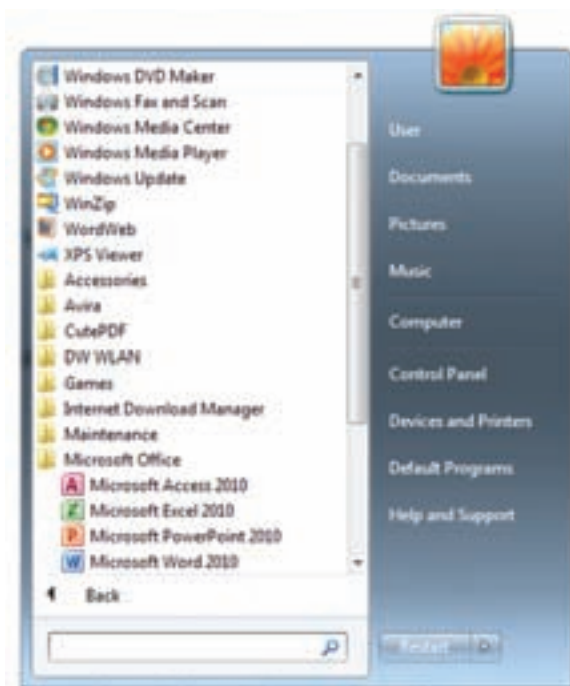 Windows DVD Maker
Windows Fax and Scan
Windows Media Center
Windows Media Player
Windows Update
WinZip
WordWeb
XPS Viewer
Accessories
Avira
CutePDF
DW WLAN
Games
Internet Download Manager
Maintenance
Microsoft Office
Microsoft Access 2010
Microsoft Excel 2010
Microsoft PowerPoint 2010
Microsoft Word 2010
Back
User
Documents
Pictures
Music
Computer
Control Panel
Devices and Printers
Default Programs
Help and Support
Restart